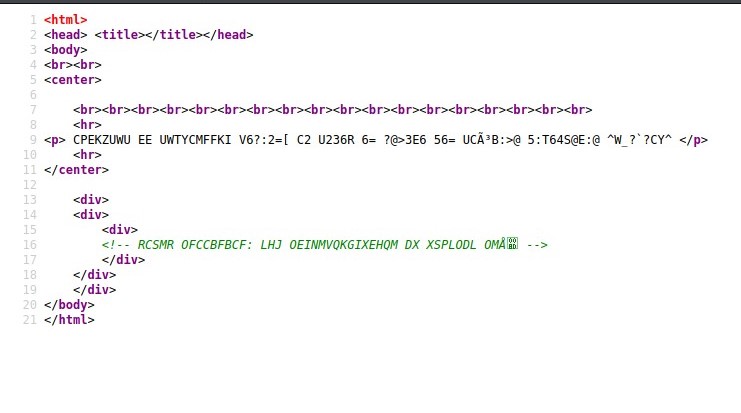 1 <html>
2 <head> <title></title></head>
3 <body>
4 <br><br>
5 <center>
6
7 <br><br><br><br><br><br><br><br><br><br><br><br><br><br><br><br><br><br>
8 <hr>
9 <p> CPEKZUWU EE UWTYCMFFKI V6?:2=[ C2 U236R 6= ?@>3E6 56= UCÃ³B:>@ 5:T64S@E:@ ^W_?`?CY^ </p>
10 <hr>
11 </center>
12
13 <div>
14 <div>
15 <div>
16 <!-- RCSMR OFCCBFBCF: LHJ OEINMVQKGIXEHQM DX XSPLODL OMÅ -->
17 </div>
18 </div>
19 </div>
20 </body>
21 </html>